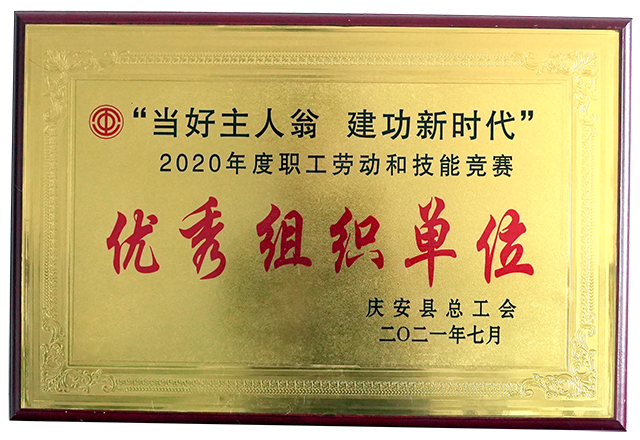 “当好主人翁 建功新时代”
2020年度职工劳动和技能竞赛
优秀组织单位
庆安县总工会
二〇二一年七月